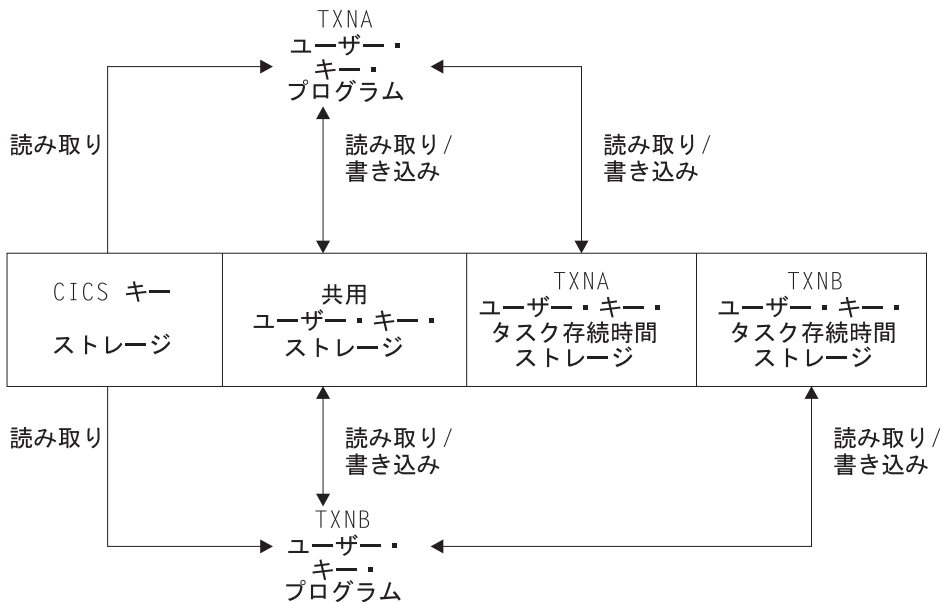 TXNA
ユーザー・
キー・
プログラム
読み取り
読み取り/
書き込み
読み取り/
書き込み
CICS キー
ストレージ
共用
ユーザー・キー・
ストレージ
TXNA
ユーザー・キー・
タスク存続時間
ストレージ
TXNB
ユーザー・キー・
タスク存続時間
ストレージ
読み取り
読み取り/
書き込み
読み取り/
書き込み
TXNB
ユーザー・
キー・
プログラム